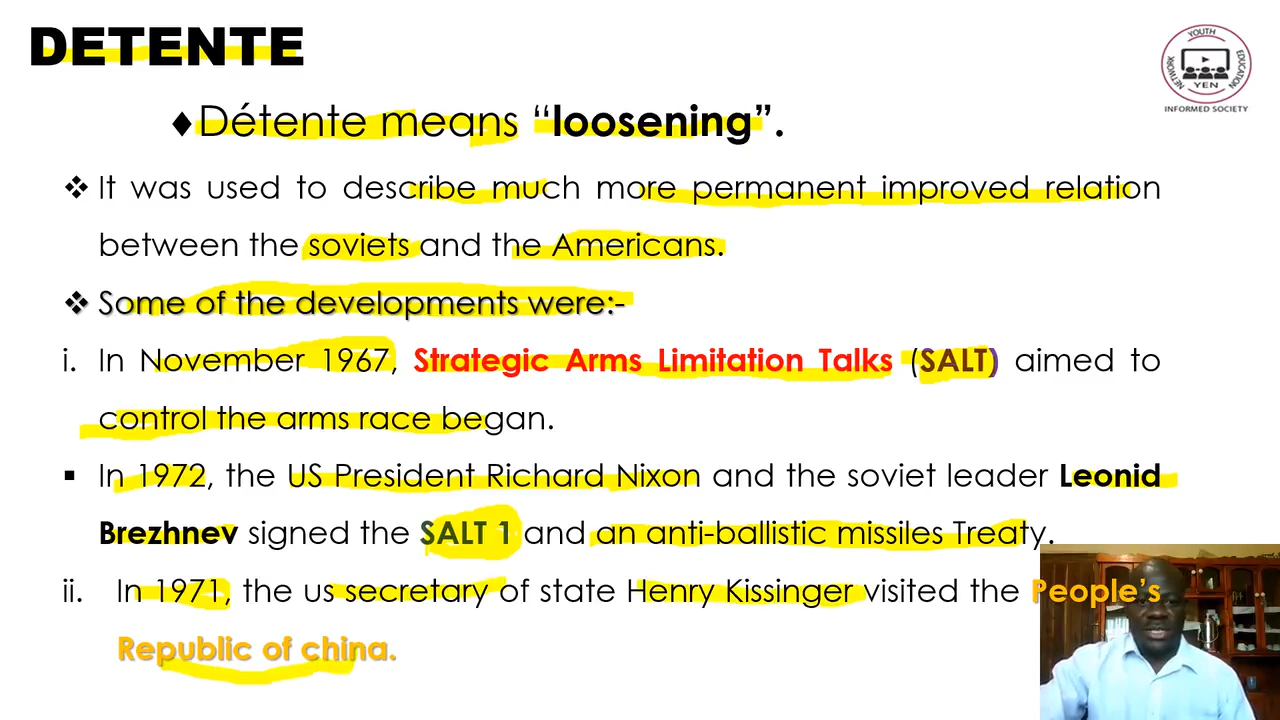 DETENTE
YOUTH
EDUCATION
NETWORK
YEN
INFORMED SOCIETY
♦Détente means “loosening”.
❖ It was used to describe much more permanent improved relation
between the soviets and the Americans.
❖ Some of the developments were:-
i. In November 1967, Strategic Arms Limitation Talks (SALT) aimed to
control the arms race began.
▪ In 1972, the US President Richard Nixon and the soviet leader Leonid
Brezhnev signed the SALT 1 and an anti-ballistic missiles Treaty.
ii. In 1971, the us secretary of state Henry Kissinger visited the People’s
Republic of china.